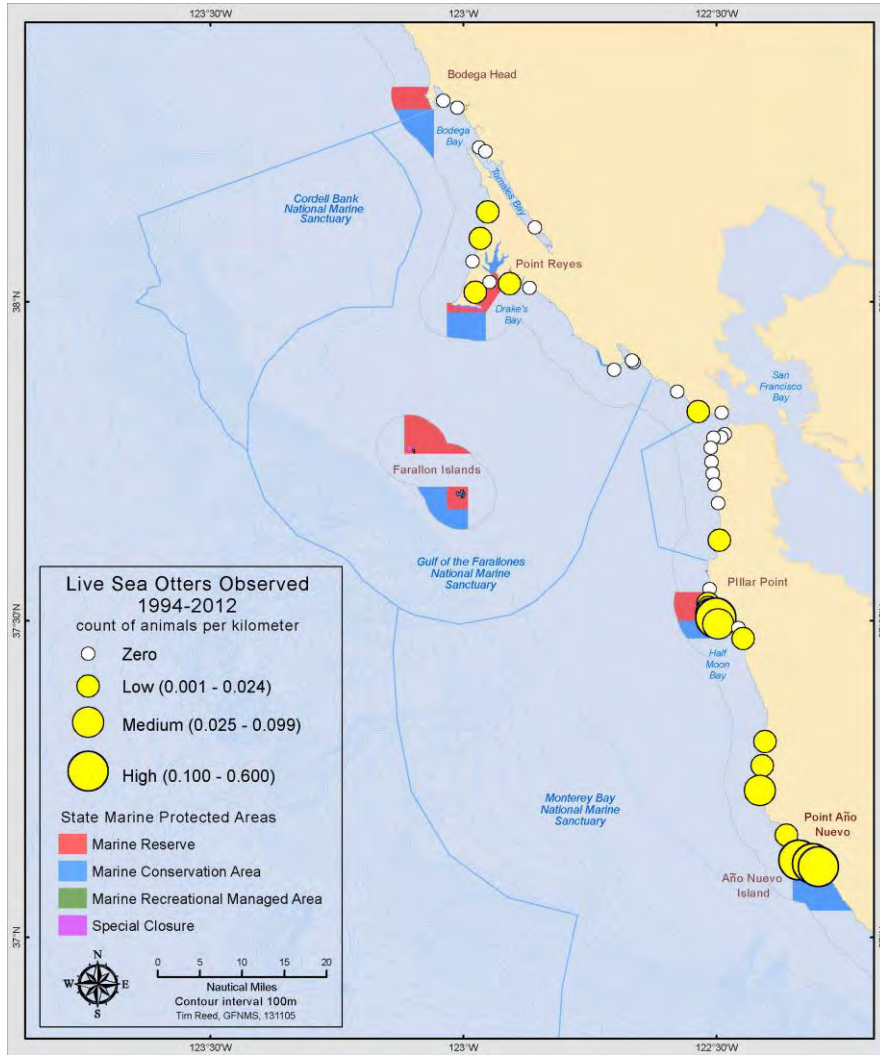 123°30'W
123°W
122°30'W
Bodega Head
Bodega
Bay
Tomales Bay
Cordell Bank
National Marine
Sanctuary
Point Reyes
38°N
Drake's
Bay
San
Francisco
Bay
Farallon Islands
Gulf of the Farallones
National Marine
Sanctuary
PIllar Point
37°30'N
37°30'N
Half
Moon
Bay
Monterey Bay
National Marine
Sanctuary
Point Año
Nuevo
Año Nuevo
Island
37°N
Live Sea Otters Observed
1994-2012
count of animals per kilometer
Zero
Low (0.001 - 0.024)
Medium (0.025 - 0.099)
High (0.100 - 0.600)
State Marine Protected Areas
Marine Reserve
Marine Conservation Area
Marine Recreational Managed Area
Special Closure
N
W E
S
0 5 10 20
Nautical Miles
Contour interval 100m
Tim Reed, GFNMS, 131105
123°30'W
123°W
122°30'W